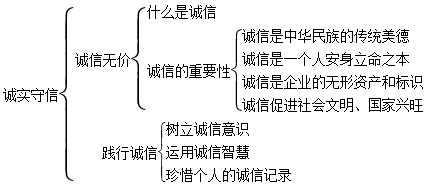 什么是诚信
诚信无价
诚信是中华民族的传统美德
诚信的重要性
诚信是一个人安身立命之本
诚信是企业的无形资产和标识
诚实守信
诚信促进社会文明、国家兴旺
树立诚信意识
践行诚信
运用诚信智慧
珍惜个人的诚信记录